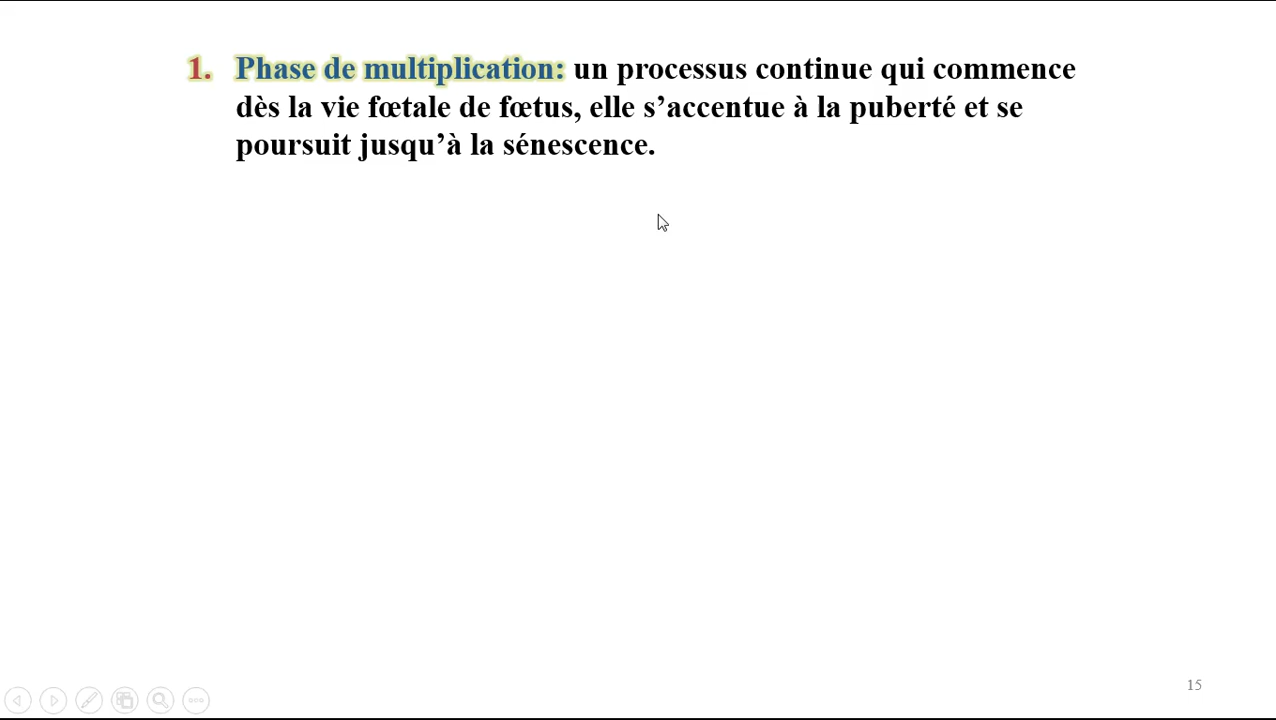 1. Phase de multiplication: un processus continue qui commence
dès la vie fœtale de fœtus, elle s’accentue à la puberté et se
poursuit jusqu’à la sénescence.
15